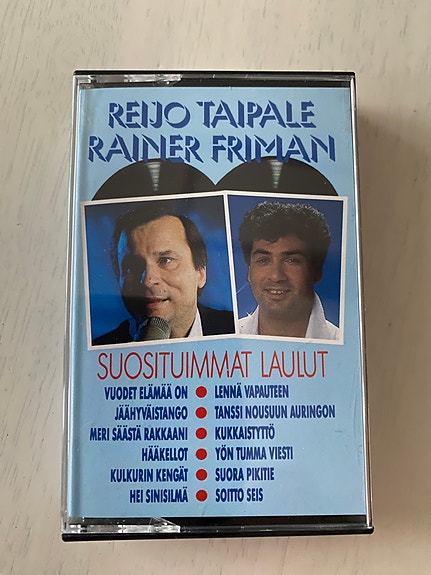 REIJO TAIPALE
RAINER FRIMAN
SUOSITUIMMAT LAULUT
VUODET ELÄMÄÄ ON ● LENNÄ VAPAUTEEN
JÄÄHYVÄISTANGO ● TANSSI NOUSUUN AURINGON
MERI SÄÄSTÄ RAKKAANI ● KUKKAISTYTTÖ
HÄÄKELLOT ● YÖN TUMMA VIESTI
KULKURIN KENGÄT ● SUORA PIKITIE
HEI SINISILMÄ ● SOITTO SEIS